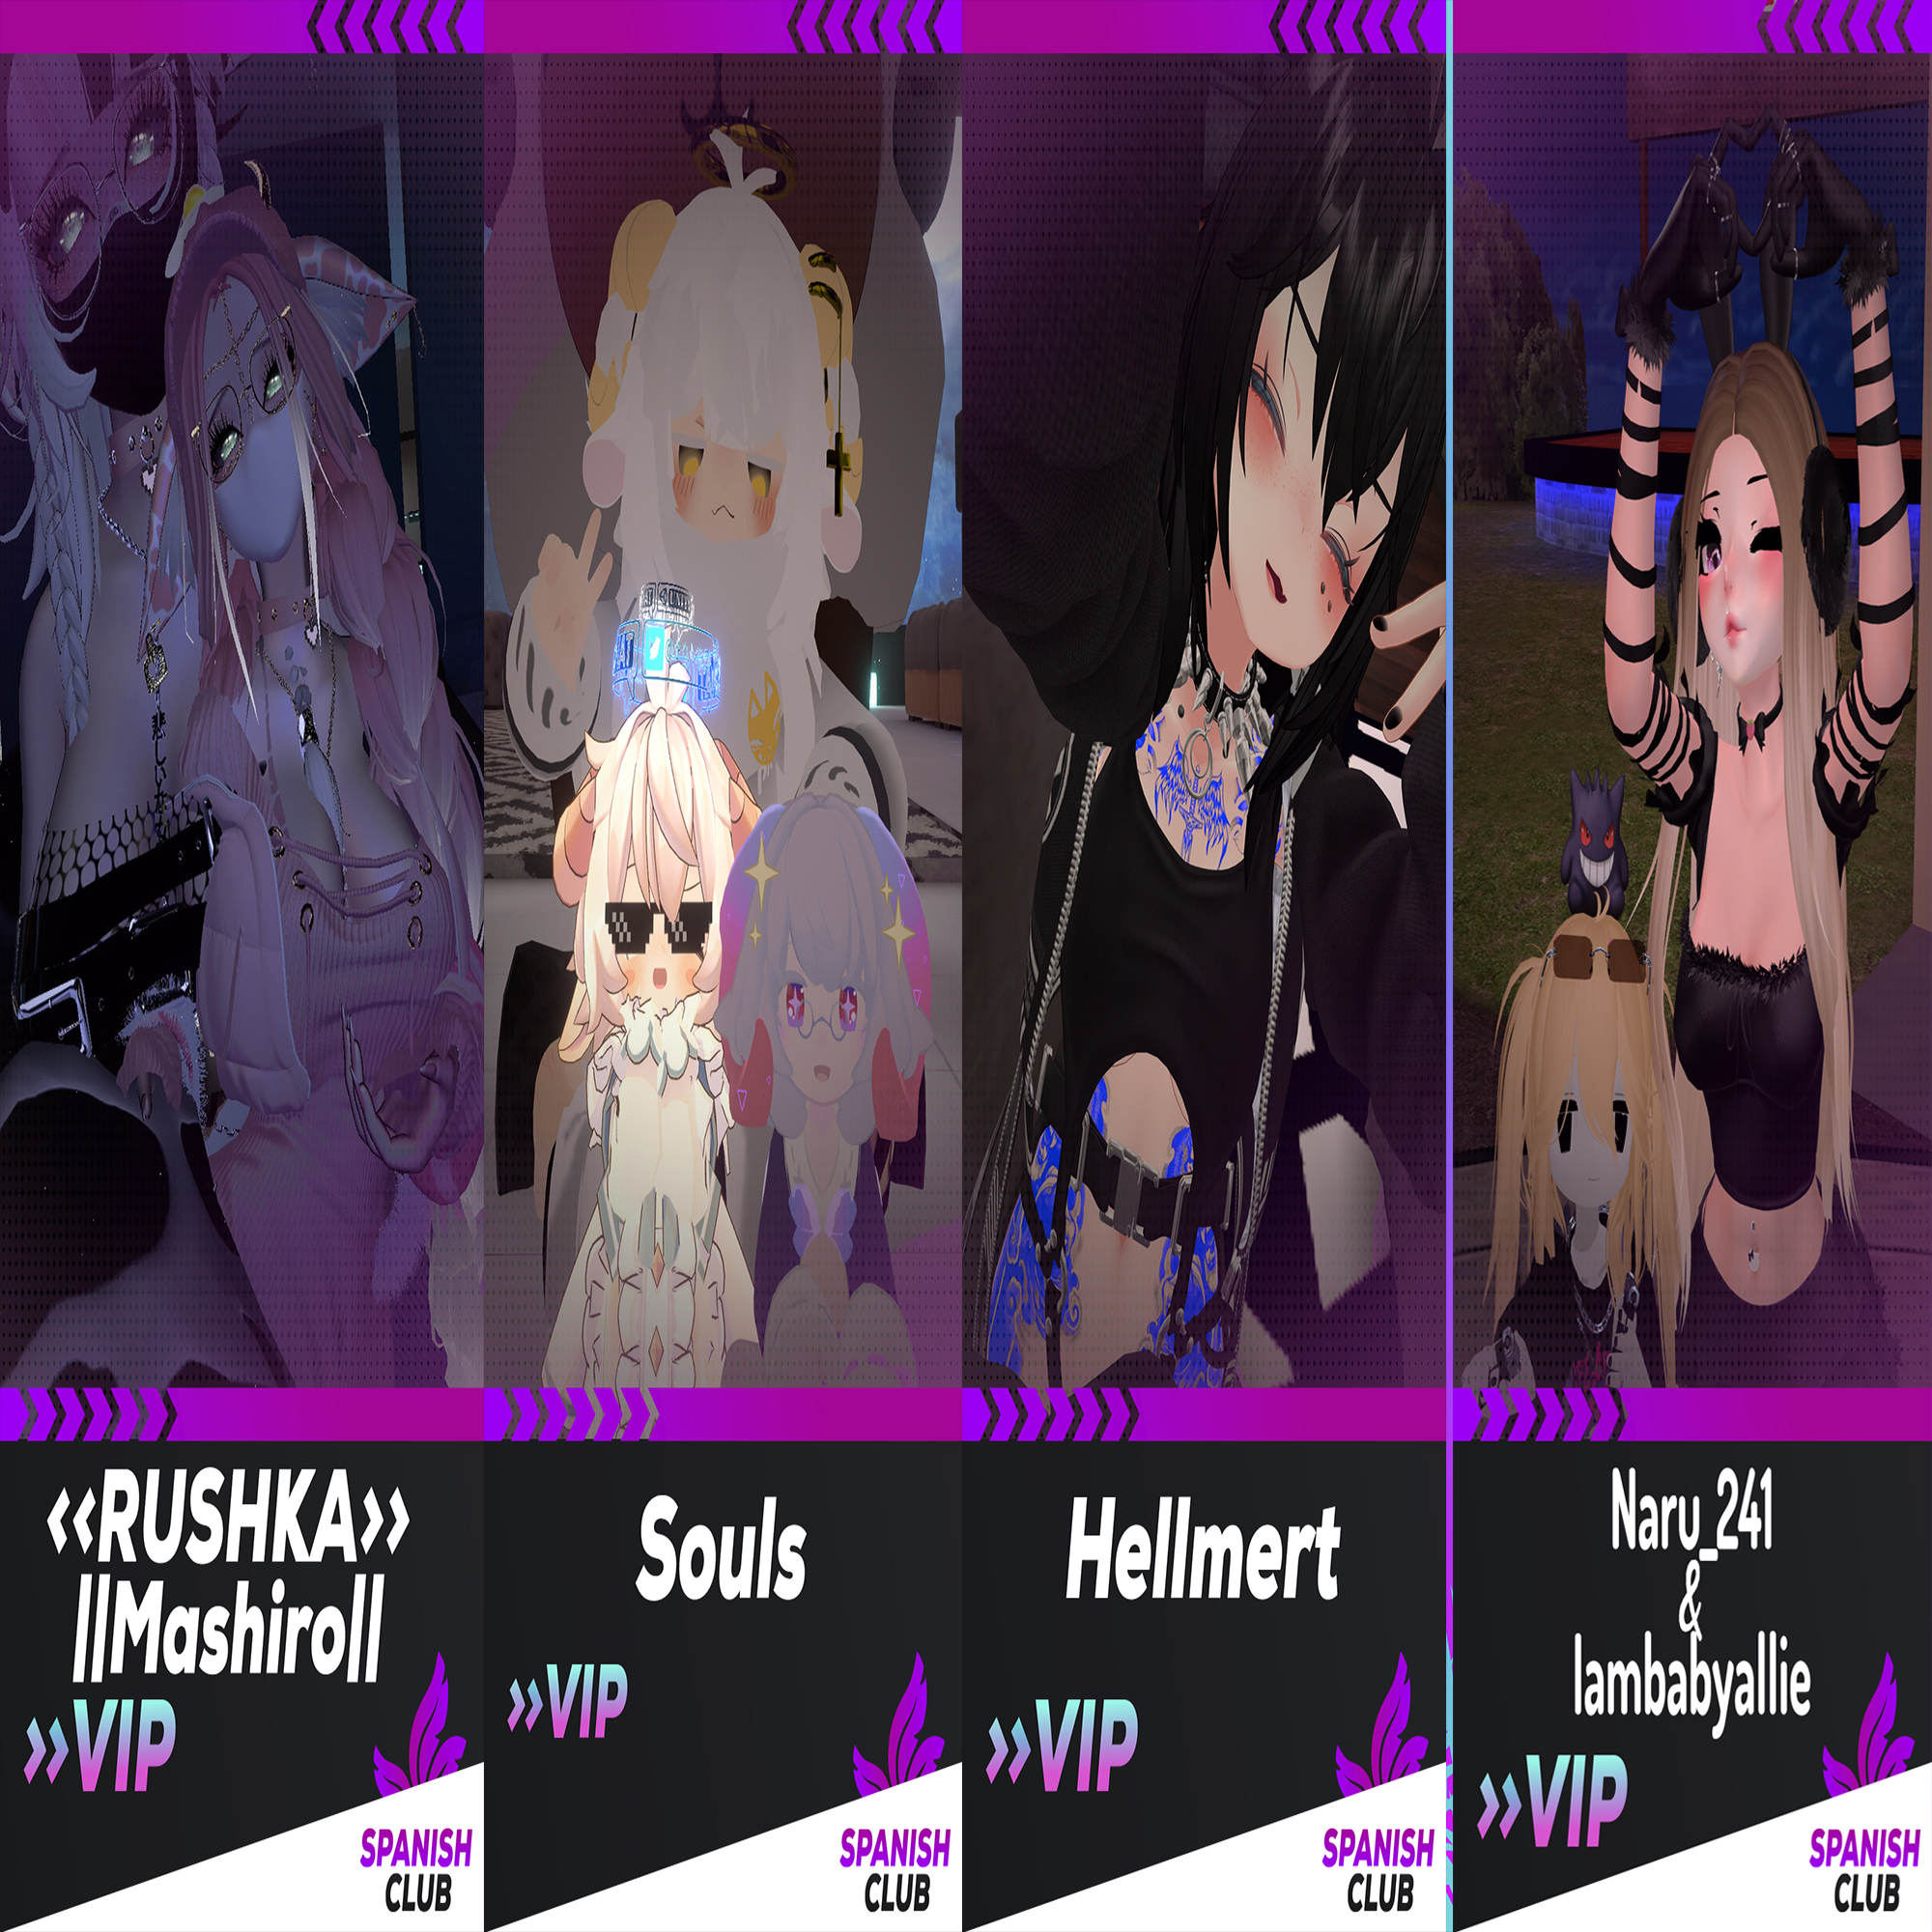 ‹‹RUSHKA››
||Mashiro||
››VIP
SPANISH
CLUB
Souls
››VIP
SPANISH
CLUB
Hellmert
››VIP
SPANISH
CLUB
Naru_241
&
Iambabyallie
››VIP
SPANISH
CLUB